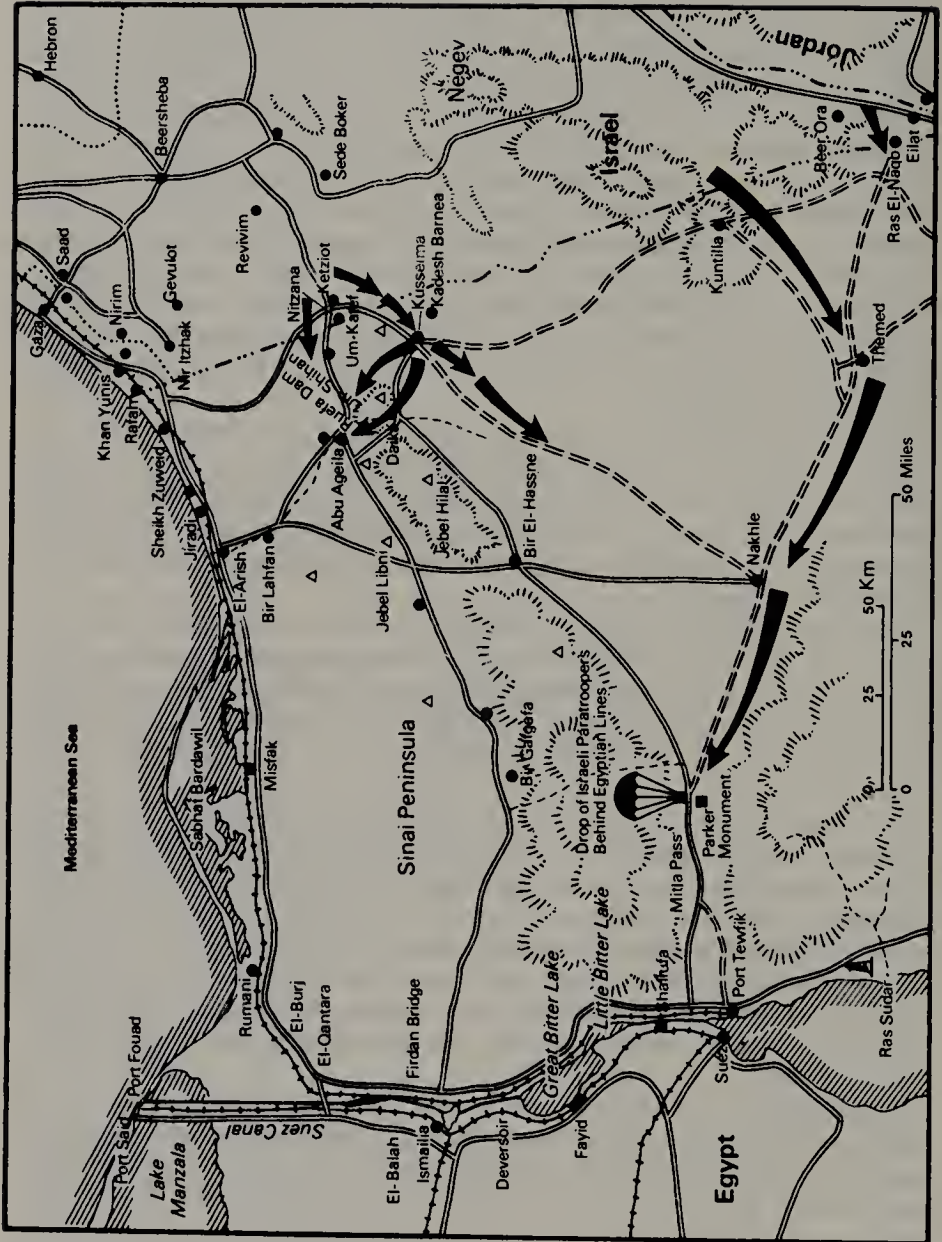 Mediterranean Sea
Hebron
Beersheba
Saad
Gaza
Nirim
Gevulot
Nir Itzhak
Khan Yunis
Rafah
Sheikh Zuweid
Jiradi
El-Arish
Bir Lahfan
Sabhat Bardawil
Misfak
Rumani
El-Burj
El-Qantara
Port Fouad
Port Said
Lake
Manzala
Suez Canal
Revivim
Sede Boker
Negev
Nitzana
Ketziot
Um-Katef
Shihan
Ruefa Dam
Abu Ageila
Kusseima
Kadesh Barnea
Jebel Hilal
Jebel Libni
Bir El-Hassne
Sinai Peninsula
Bir Gafgafa
Firdan Bridge
El-Balah
Ismailia
Deversoir
Great Bitter Lake
Little Bitter Lake
Fayid
Drop of Israeli Paratroopers
Behind Egyptian Lines
Mitla Pass
Parker
Monument
Port Tewfik
Suez
Egypt
Ras Sudar
Israel
Kuntilla
Themed
Nakhle
Jordan
Beer Ora
Ras El-Naqb
Eilat
0 25 50 Km
0 25 50 Miles